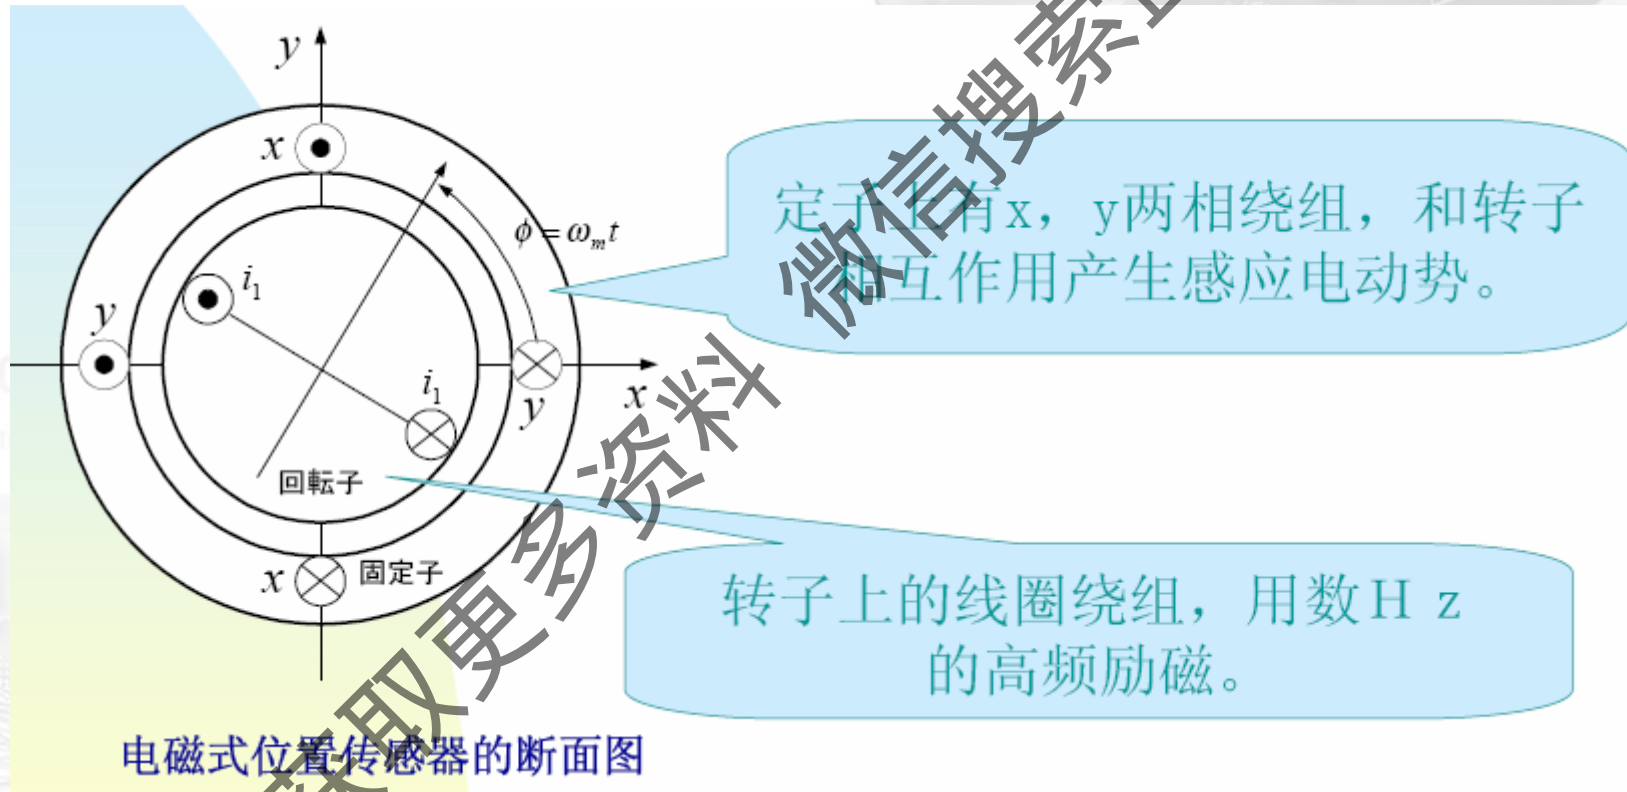 y
x
ϕ = ωₘt
i₁
y
i₁
y
x
回転子
x
固定子
定子上有x，y两相绕组，和转子
相互作用产生感应电动势。
转子上的线圈绕组，用数Ｈ z
的高频励磁。
电磁式位置传感器的断面图
获取更多资料 微信搜索